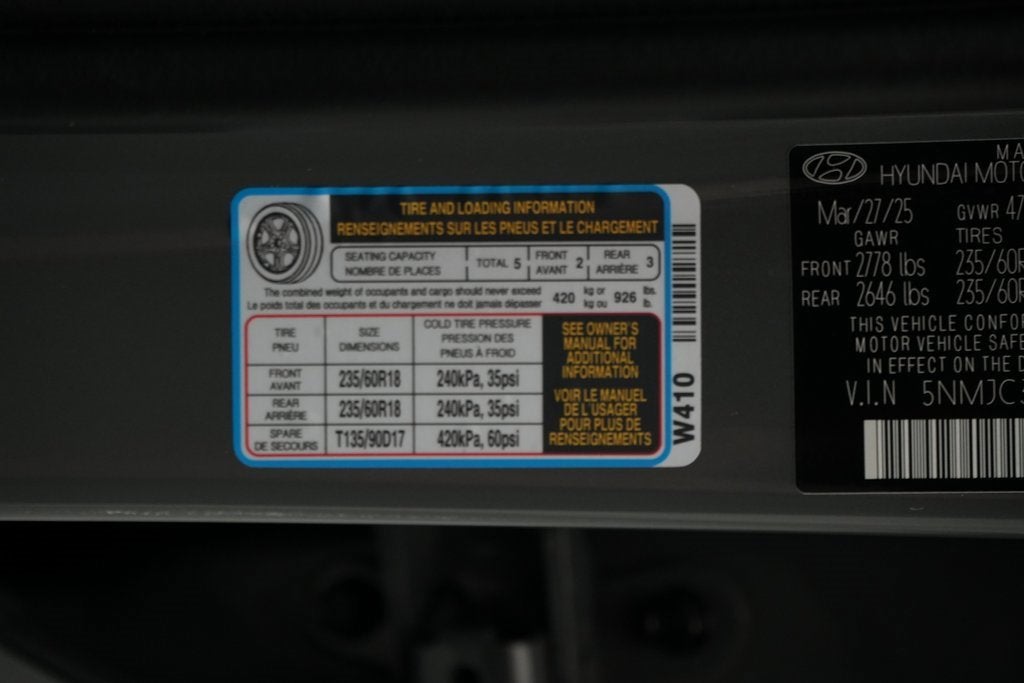 TIRE AND LOADING INFORMATION
RENSEIGNEMENTS SUR LES PNEUS ET LE CHARGEMENT
SEATING CAPACITY
NOMBRE DE PLACES
TOTAL 5
FRONT
AVANT 2
REAR
ARRIÈRE 3
The combined weight of occupants and cargo should never exceed
Le poids total des occupants et du chargement ne doit jamais dépasser
420 kg or
kg ou 926 lbs.
lb.
TIRE
PNEU
SIZE
DIMENSIONS
COLD TIRE PRESSURE
PRESSION DES
PNEUS À FROID
FRONT
AVANT
235/60R18
240kPa, 35psi
REAR
ARRIÈRE
235/60R18
240kPa, 35psi
SPARE
DE SECOURS
T135/90D17
420kPa, 60psi
SEE OWNER'S
MANUAL FOR
ADDITIONAL
INFORMATION
VOIR LE MANUEL
DE L'USAGER
POUR PLUS DE
RENSEIGNEMENTS
W410
MA
HYUNDAI MOTO
Mar/27/25 GVWR 47
GAWR TIRES
FRONT 2778 lbs 235/60R
REAR 2646 lbs 235/60R
THIS VEHICLE CONFOR
MOTOR VEHICLE SAFE
IN EFFECT ON THE D
V.I.N 5NMJC3